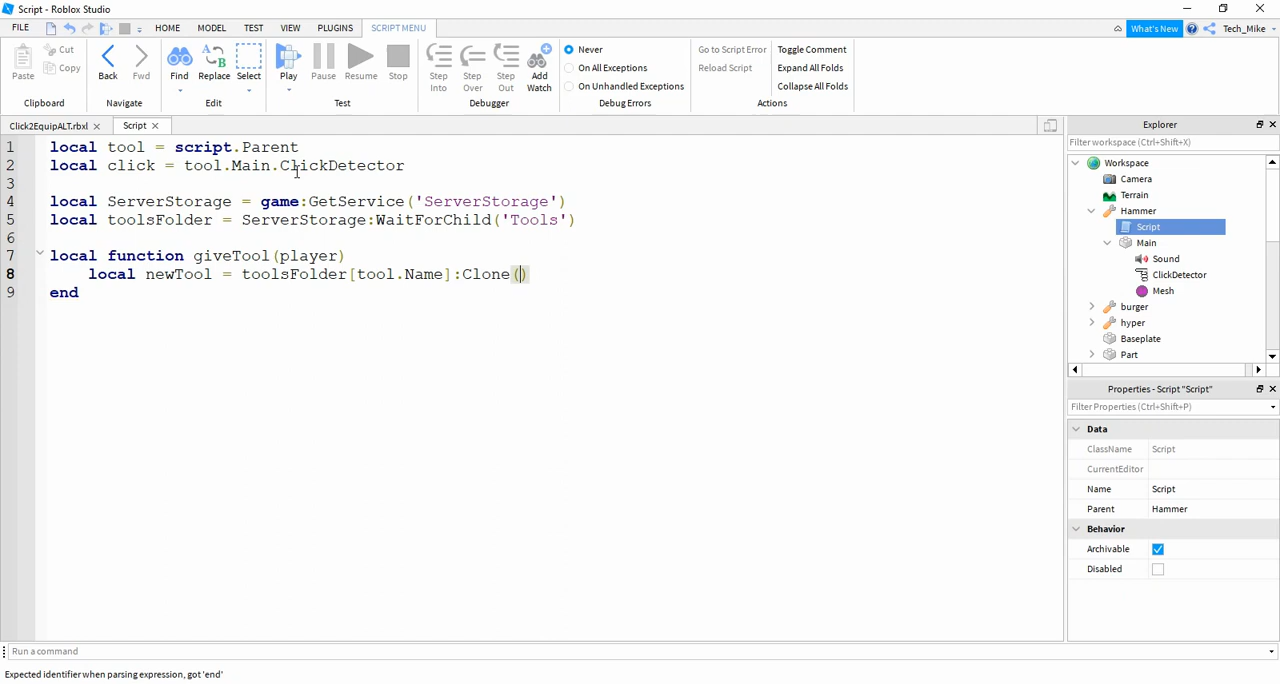 Script - Roblox Studio
FILE HOME MODEL TEST VIEW PLUGINS SCRIPT MENU What's New Tech_Mike
Paste Cut Copy Back Fwd Find Replace Select Play Pause Resume Stop Step Into Step Over Step Out Add Watch
Never
On All Exceptions
On Unhandled Exceptions
Go to Script Error
Reload Script
Toggle Comment
Expand All Folds
Collapse All Folds
Clipboard Navigate Edit Test Debugger Debug Errors Actions
Click2EquipALT.rbxl Script
1 local tool = script.Parent
2 local click = tool.Main.ClickDetector
3
4 local ServerStorage = game:GetService('ServerStorage')
5 local toolsFolder = ServerStorage:WaitForChild('Tools')
6
7 local function giveTool(player)
8 local newTool = toolsFolder[tool.Name]:Clone()
9 end
Explorer
Filter workspace (Ctrl+Shift+X)
Workspace
Camera
Terrain
Hammer
Script
Main
Sound
ClickDetector
Mesh
burger
hyper
Baseplate
Part
Properties - Script "Script"
Filter Properties (Ctrl+Shift+P)
Data
ClassName Script
CurrentEditor
Name Script
Parent Hammer
Behavior
Archivable
Disabled
Run a command
Expected identifier when parsing expression, got 'end'